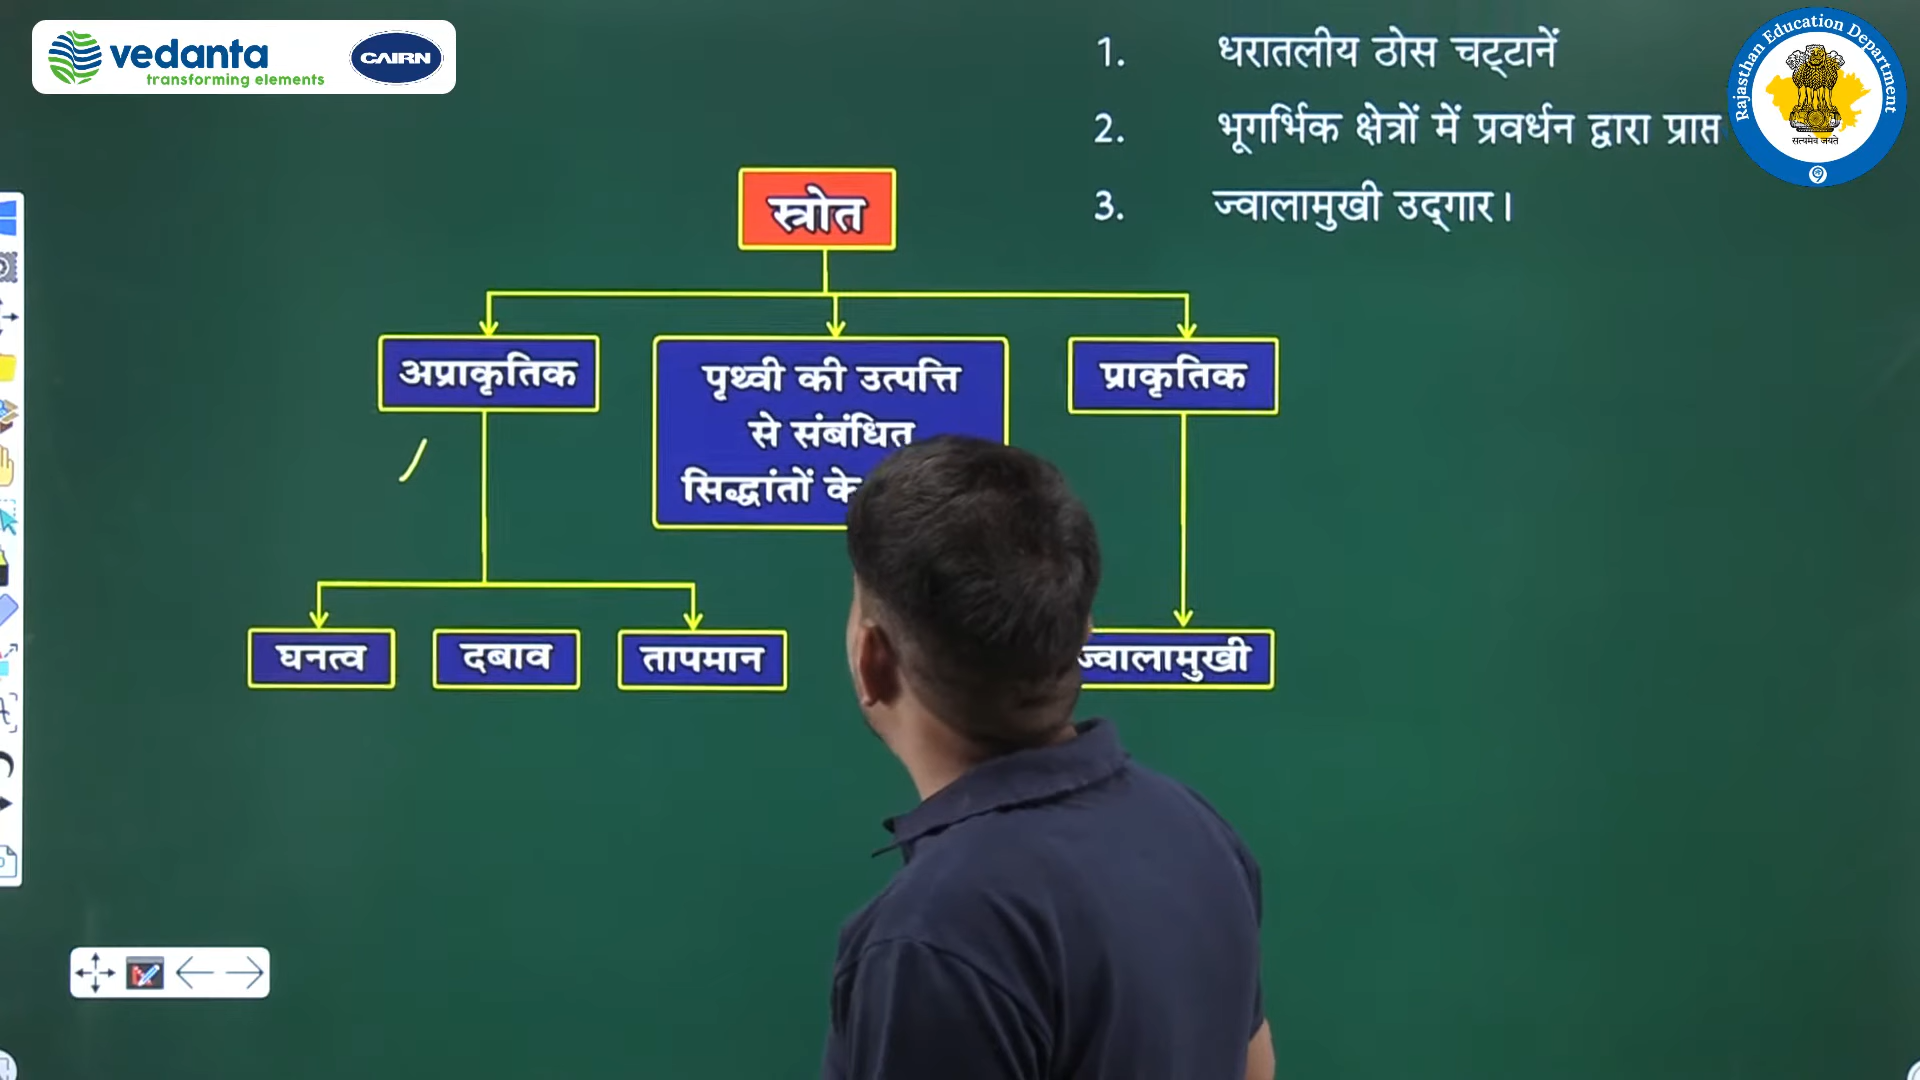 vedanta
transforming elements
CAIRN
1. धरातलीय ठोस चट्टानें
2. भूगर्भिक क्षेत्रों में प्रवर्धन द्वारा प्राप्त
3. ज्वालामुखी उद्गार।
Rajasthan Education Department
सत्यमेव जयते
स्त्रोत
अप्राकृतिक
पृथ्वी की उत्पत्ति
से संबंधित
सिद्धांतों के
प्राकृतिक
घनत्व
दबाव
तापमान
ज्वालामुखी